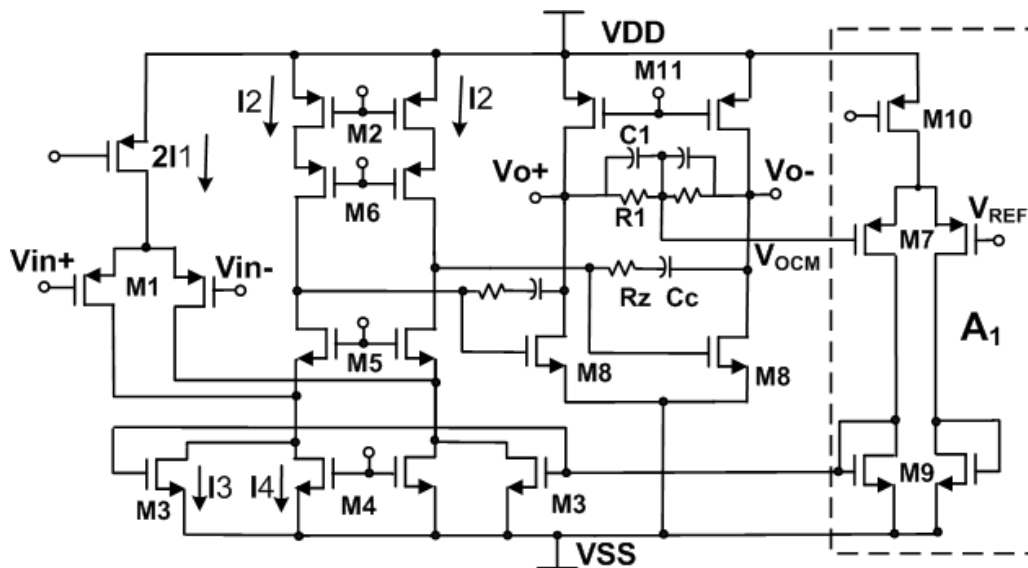 VDD
I2
I2
M11
M2
M10
2I1
C1
Vo+
Vo-
M6
R1
VREF
Vin+
Vin-
M7
M1
VOCM
Rz
Cc
A1
M5
M8
M8
M9
I3
I4
M3
M4
M3
VSS